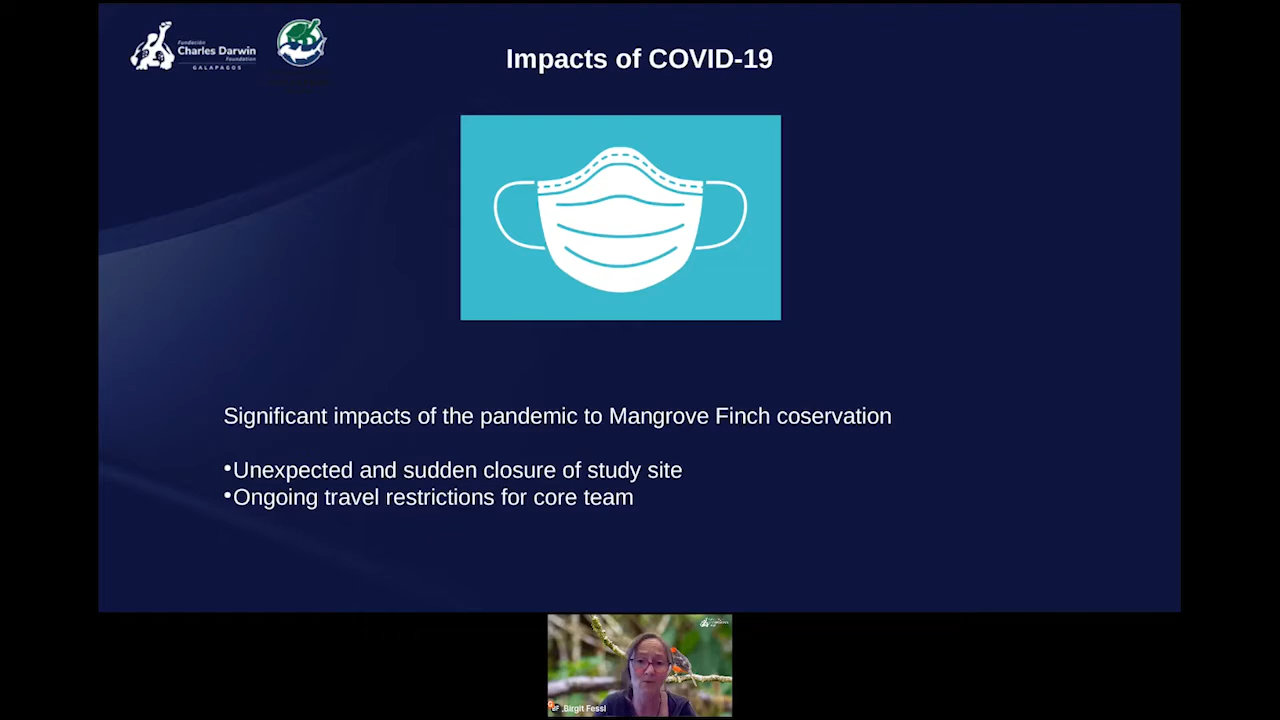 Fundación
Charles Darwin
Foundation
GALAPAGOS
Impacts of COVID-19
Significant impacts of the pandemic to Mangrove Finch coservation
•Unexpected and sudden closure of study site
•Ongoing travel restrictions for core team
BF
Birgit Fessl